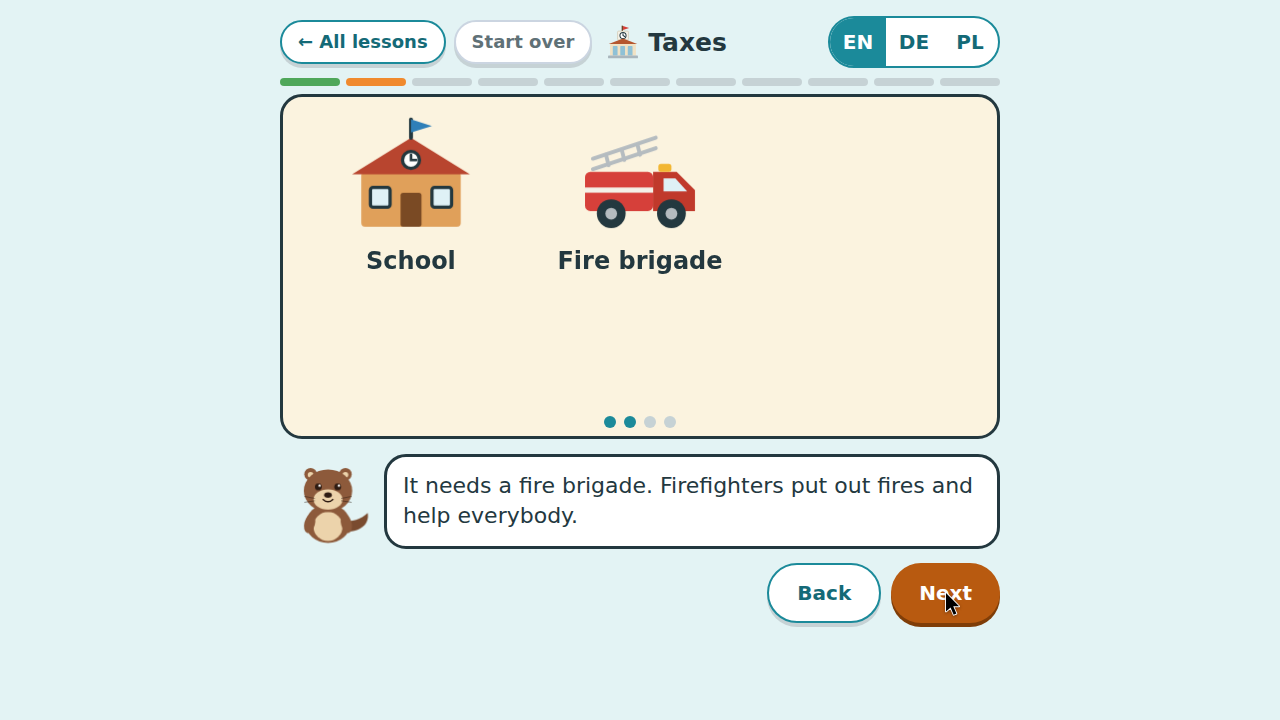 ← All lessons
Start over
Taxes
EN
DE
PL
School
Fire brigade
It needs a fire brigade. Firefighters put out fires and
help everybody.
Back
Next